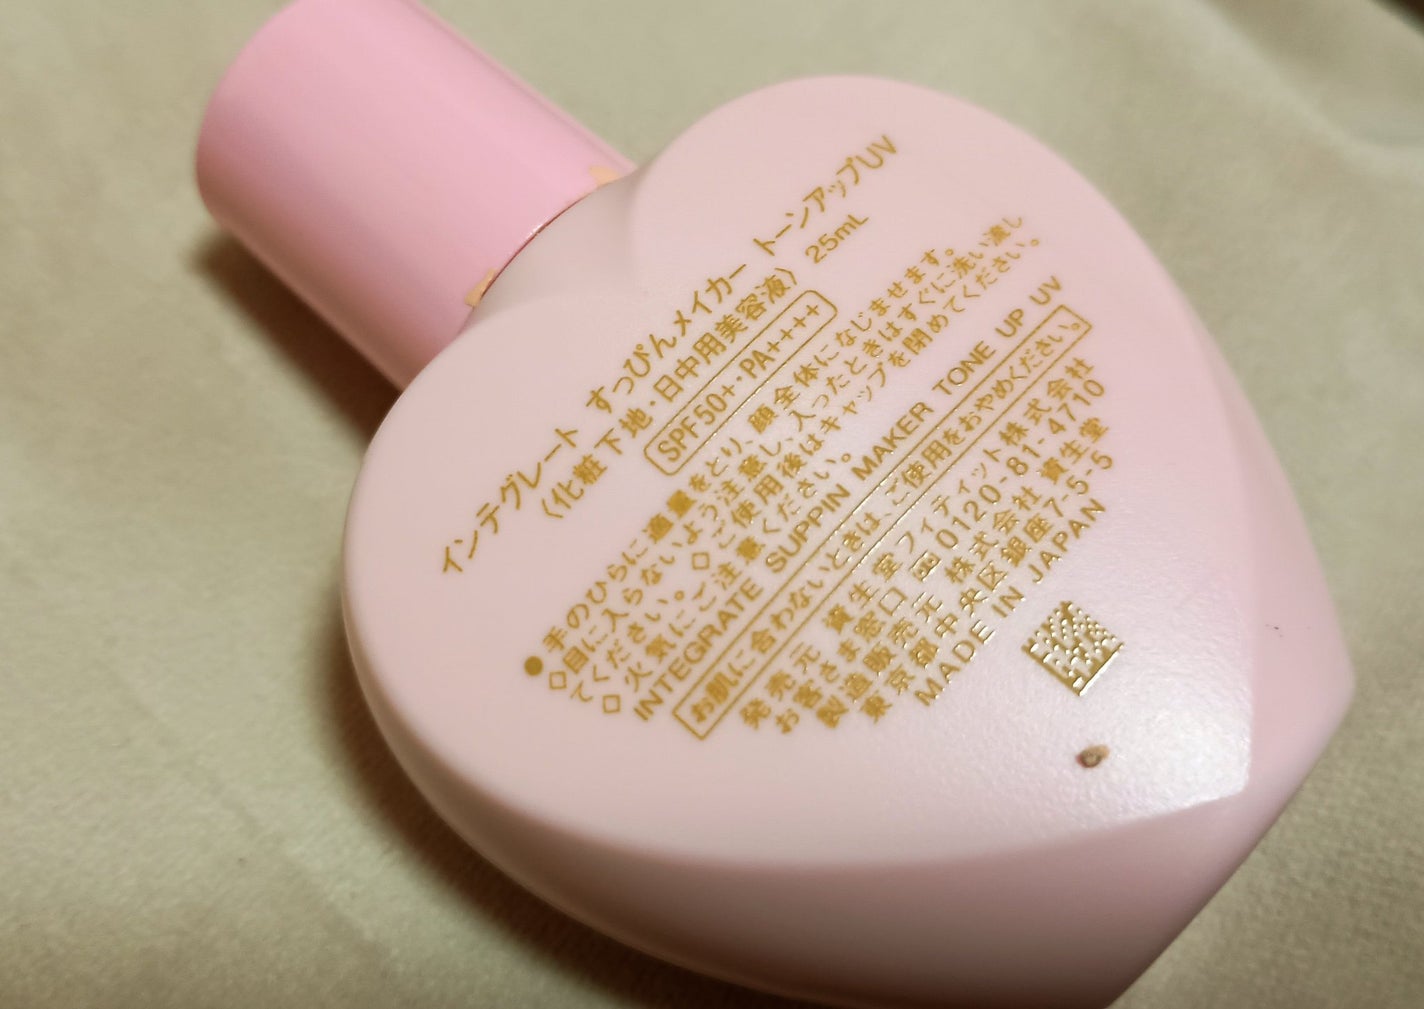 インテグレート すっぴんメイカー トーンアップUV
〈化粧下地・日中用美容液〉 25mL
SPF50+・PA++++
●手のひらに適量をとり、顔全体になじませます。
◇目に入らないよう注意し、入ったときはすぐに洗い流し
てください。◇ご使用後はキャップを閉めてください。
◇火気にご注意ください。
INTEGRATE SUPPIN MAKER TONE UP UV
お肌に合わないときは、ご使用をおやめください。
発売元 資生堂フィティット株式会社
お客さま窓口 0120-81-4710
製造販売元 株式会社 資生堂
東京都中央区銀座7-5-5
MADE IN JAPAN